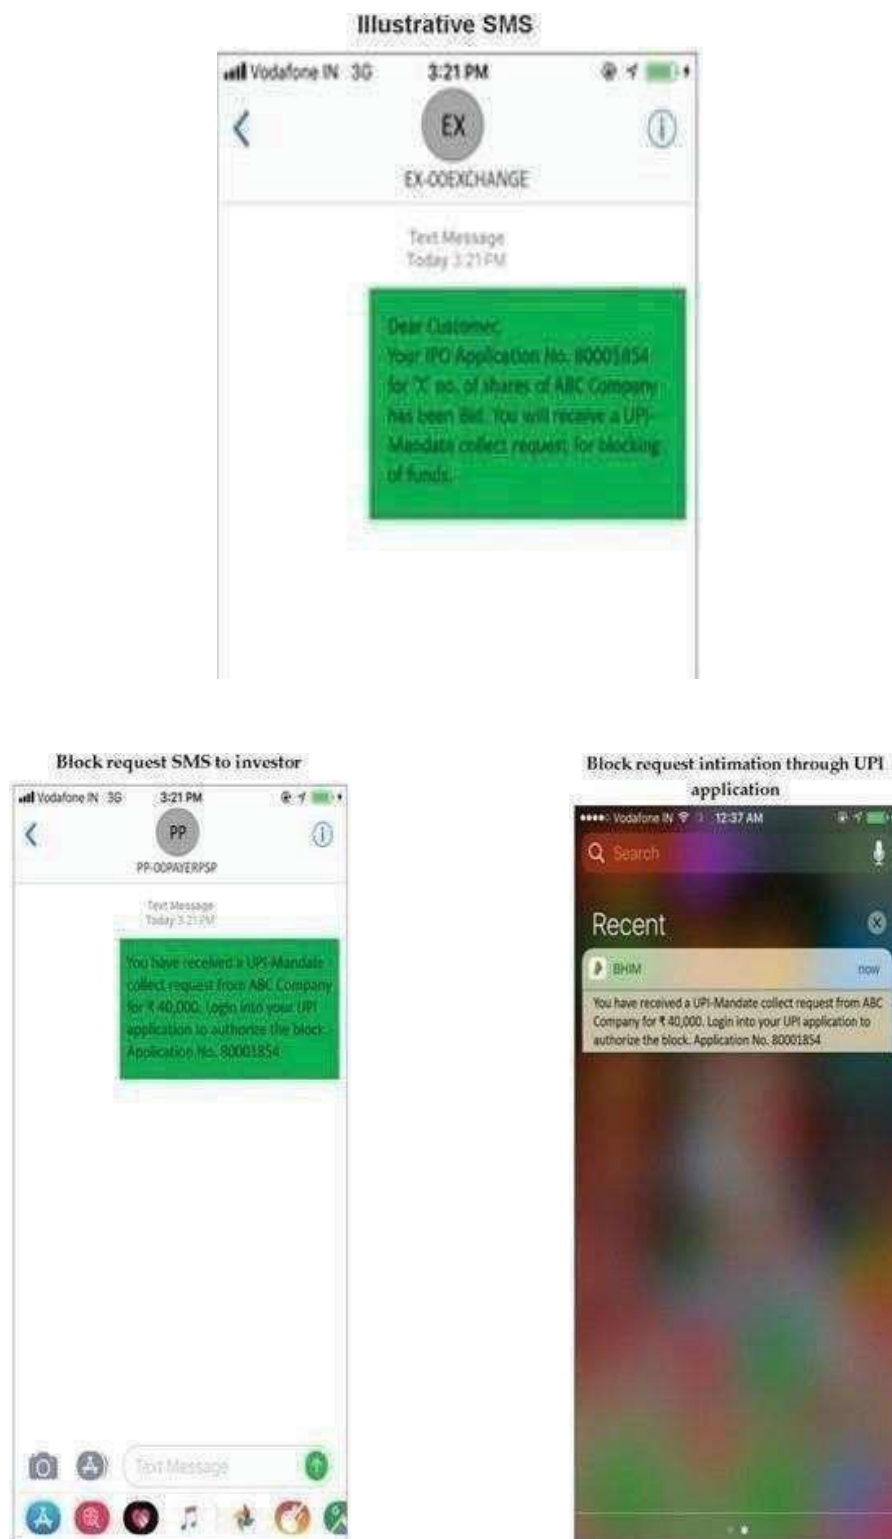 Illustrative SMS
Vodafone IN 3G 3:21 PM
EX
EX-OOEXCHANGE
Text Message
Today 3:21 PM
Dear Customer,
Your IPO Application No. 80001854
for 'X' no. of shares of ABC Company
has been Bid. You will receive a UPI-
Mandate collect request for blocking
of funds.
Block request SMS to investor
Vodafone IN 3G 3:21 PM
PP
PP-OOPAYERPSP
Text Message
Today 3:21 PM
You have received a UPI-Mandate
collect request from ABC Company
for ₹ 40,000. Login into your UPI
application to authorize the block.
Application No. 80001854
Text Message
Block request intimation through UPI
application
Vodafone IN 12:37 AM
Search
Recent
BHIM now
You have received a UPI-Mandate collect request from ABC
Company for ₹ 40,000. Login into your UPI application to
authorize the block. Application No. 80001854